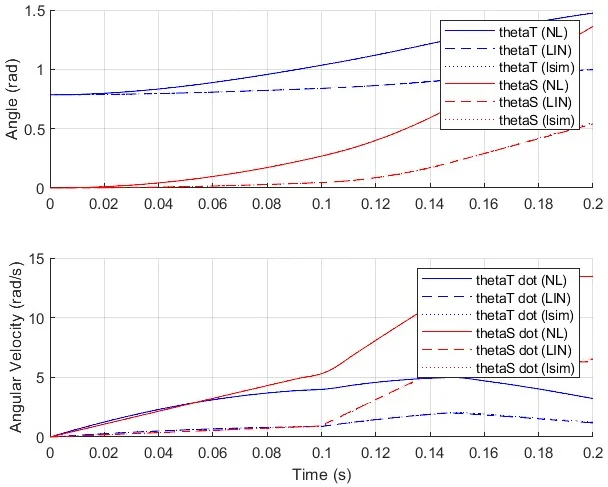 1.5
1
0.5
0
Angle (rad)
thetaT (NL)
thetaT (LIN)
thetaT (lsim)
thetaS (NL)
thetaS (LIN)
thetaS (lsim)
0 0.02 0.04 0.06 0.08 0.1 0.12 0.14 0.16 0.18 0.2
15
10
5
0
Angular Velocity (rad/s)
thetaT dot (NL)
thetaT dot (LIN)
thetaT dot (lsim)
thetaS dot (NL)
thetaS dot (LIN)
thetaS dot (lsim)
0 0.02 0.04 0.06 0.08 0.1 0.12 0.14 0.16 0.18 0.2
Time (s)